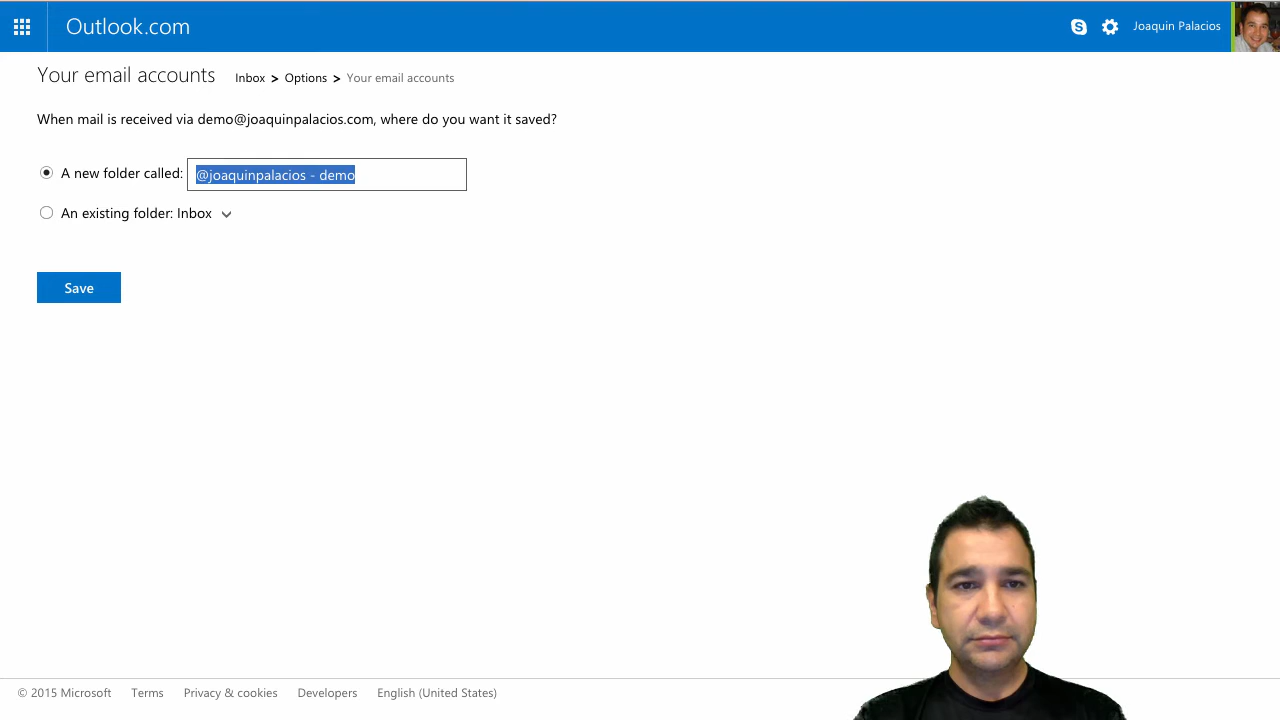 Outlook.com
Joaquin Palacios
Your email accounts Inbox > Options > Your email accounts
When mail is received via demo@joaquinpalacios.com, where do you want it saved?
A new folder called: @joaquinpalacios - demo
An existing folder: Inbox
Save
© 2015 Microsoft Terms Privacy & cookies Developers English (United States)